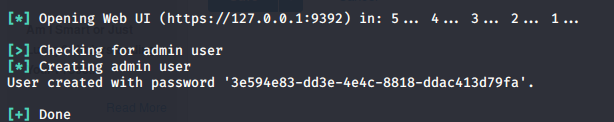 [*] Opening Web UI (https://127.0.0.1:9392) in: 5... 4... 3... 2... 1...
[>] Checking for admin user
[*] Creating admin user
User created with password '3e594e83-dd3e-4e4c-8818-ddac413d79fa'.
[+] Done